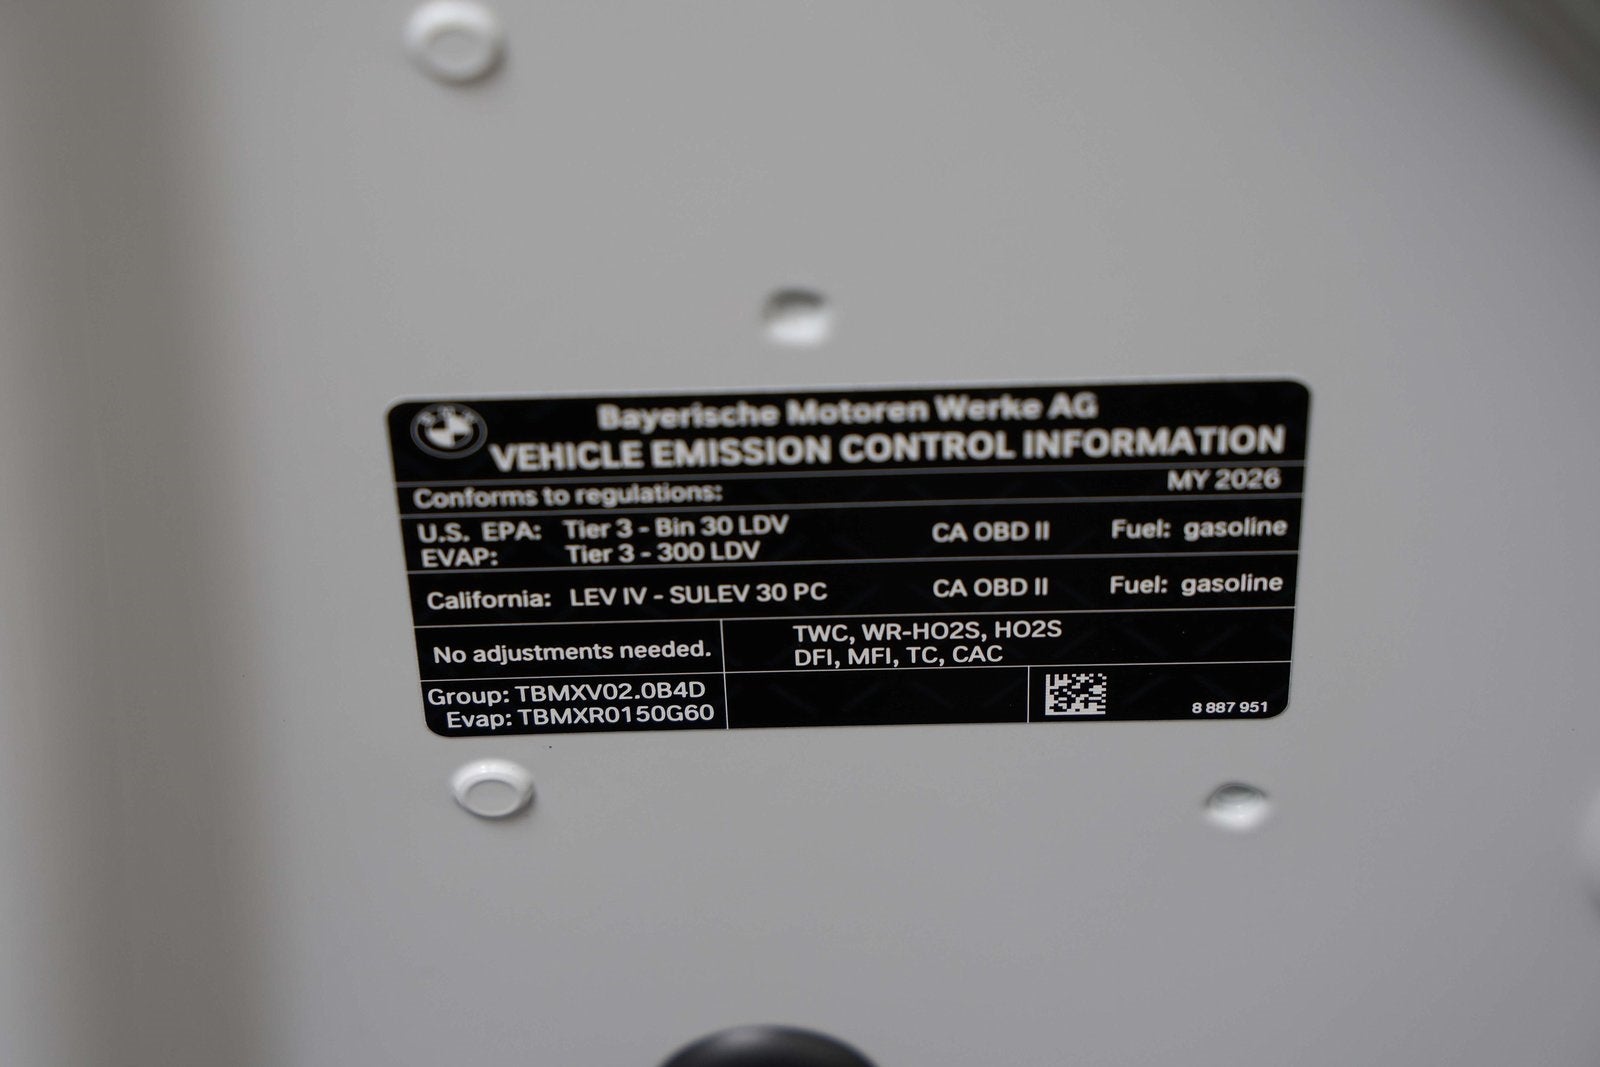 Bayerische Motoren Werke AG
VEHICLE EMISSION CONTROL INFORMATION
Conforms to regulations: MY 2026
U.S. EPA: Tier 3 - Bin 30 LDV CA OBD II Fuel: gasoline
EVAP: Tier 3 - 300 LDV
California: LEV IV - SULEV 30 PC CA OBD II Fuel: gasoline
No adjustments needed.
TWC, WR-HO2S, HO2S
DFI, MFI, TC, CAC
Group: TBMXV02.0B4D
Evap: TBMXR0150G60
8 887 951